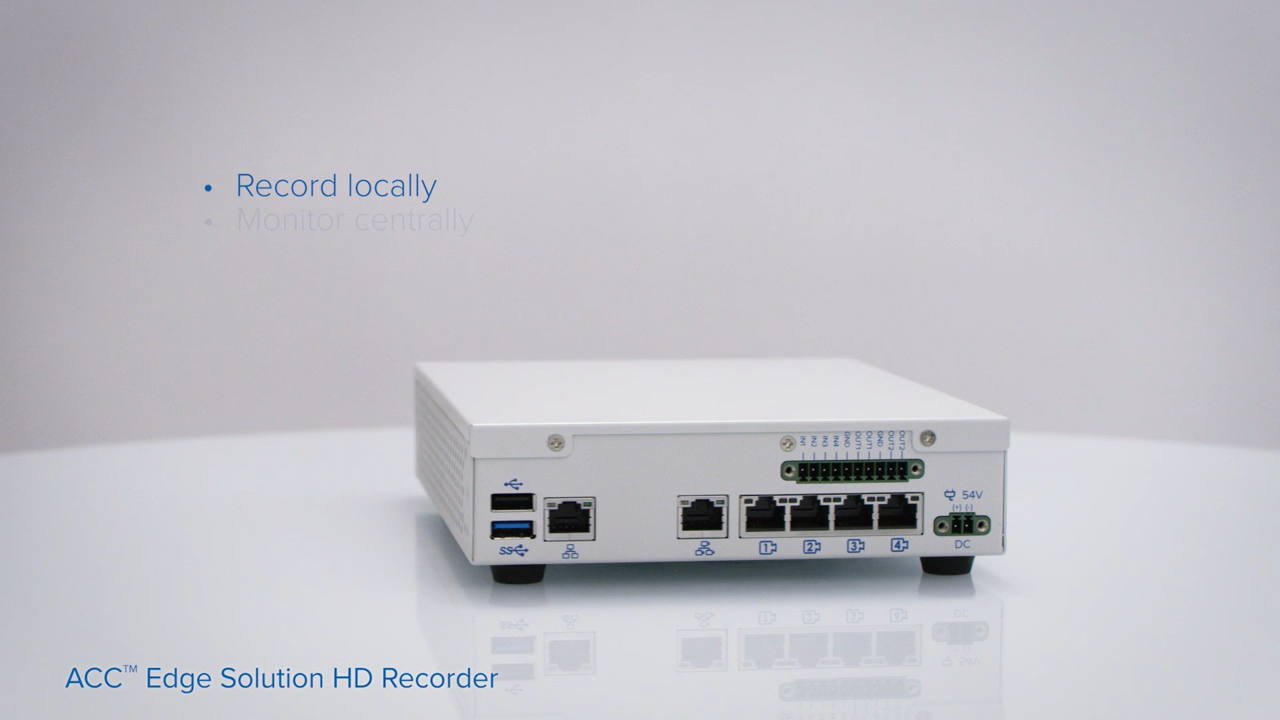 • Record locally
• Monitor centrally
IN1 IN2 IN3 IN4 GND OUT1 OUT1 GND OUT2 OUT2
54V
(+) (-)
SS
1 2 3 4
DC
ACC™ Edge Solution HD Recorder